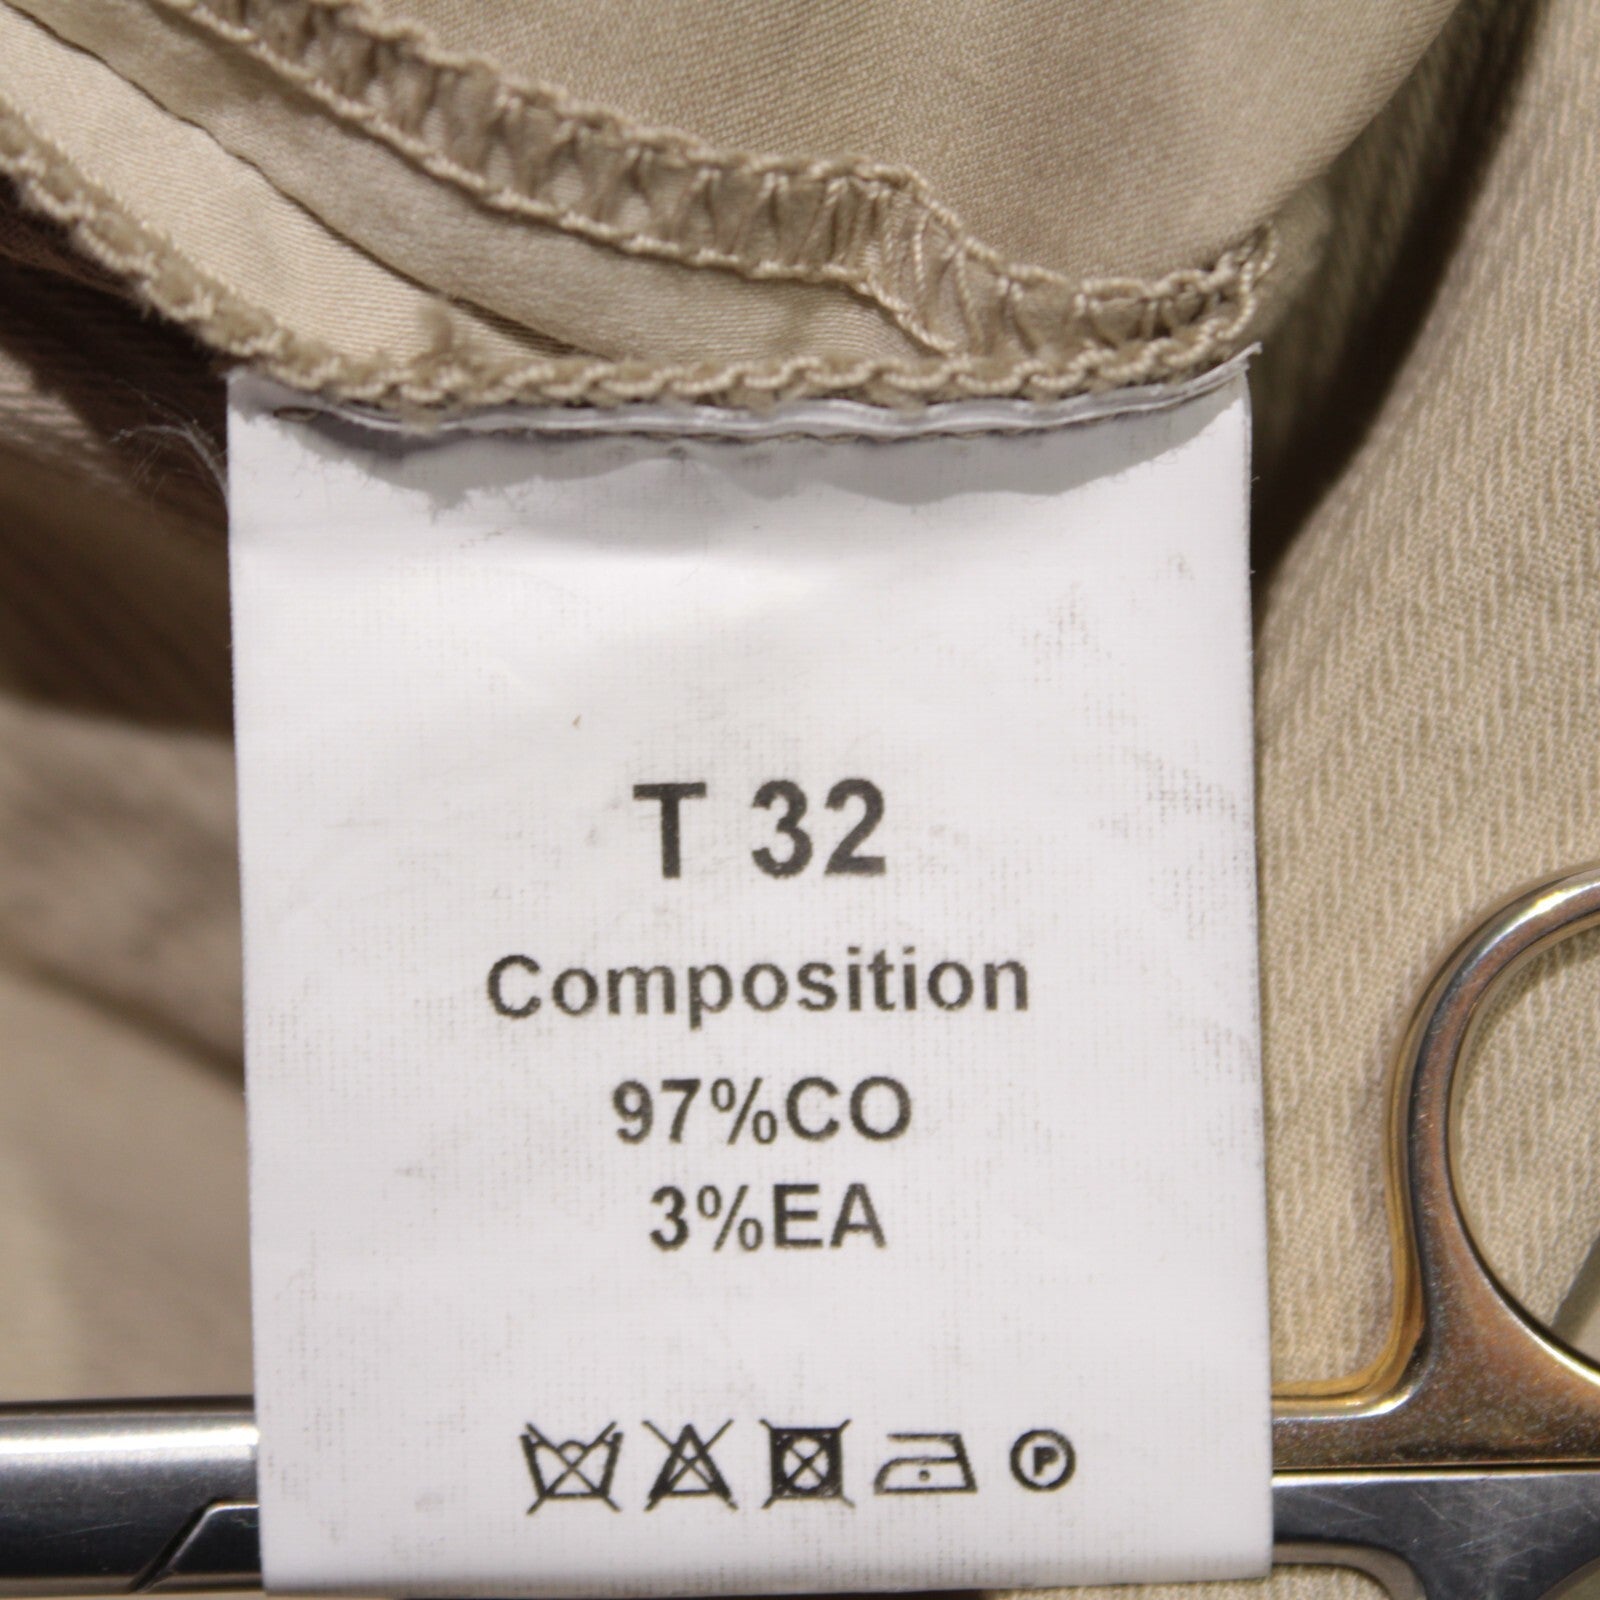 T 32
Composition
97%CO
3%EA
P